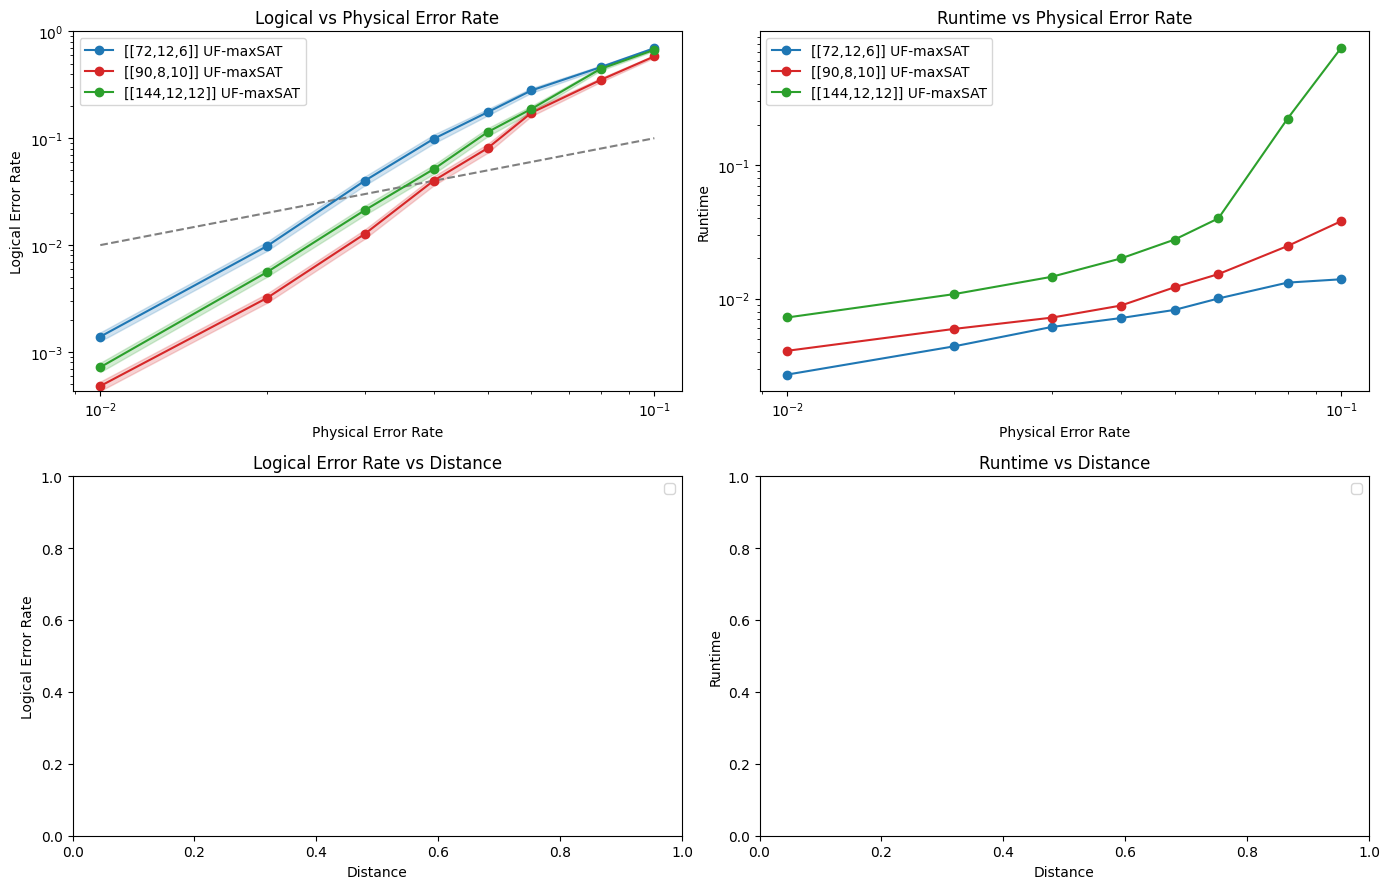 Logical vs Physical Error Rate
[[72,12,6]] UF-maxSAT
[[90,8,10]] UF-maxSAT
[[144,12,12]] UF-maxSAT
Logical Error Rate
10⁰
10⁻¹
10⁻²
10⁻³
10⁻²
10⁻¹
Physical Error Rate
Runtime vs Physical Error Rate
[[72,12,6]] UF-maxSAT
[[90,8,10]] UF-maxSAT
[[144,12,12]] UF-maxSAT
Runtime
10⁻¹
10⁻²
10⁻²
10⁻¹
Physical Error Rate
Logical Error Rate vs Distance
Logical Error Rate
1.0
0.8
0.6
0.4
0.2
0.0
0.0 0.2 0.4 0.6 0.8 1.0
Distance
Runtime vs Distance
Runtime
1.0
0.8
0.6
0.4
0.2
0.0
0.0 0.2 0.4 0.6 0.8 1.0
Distance